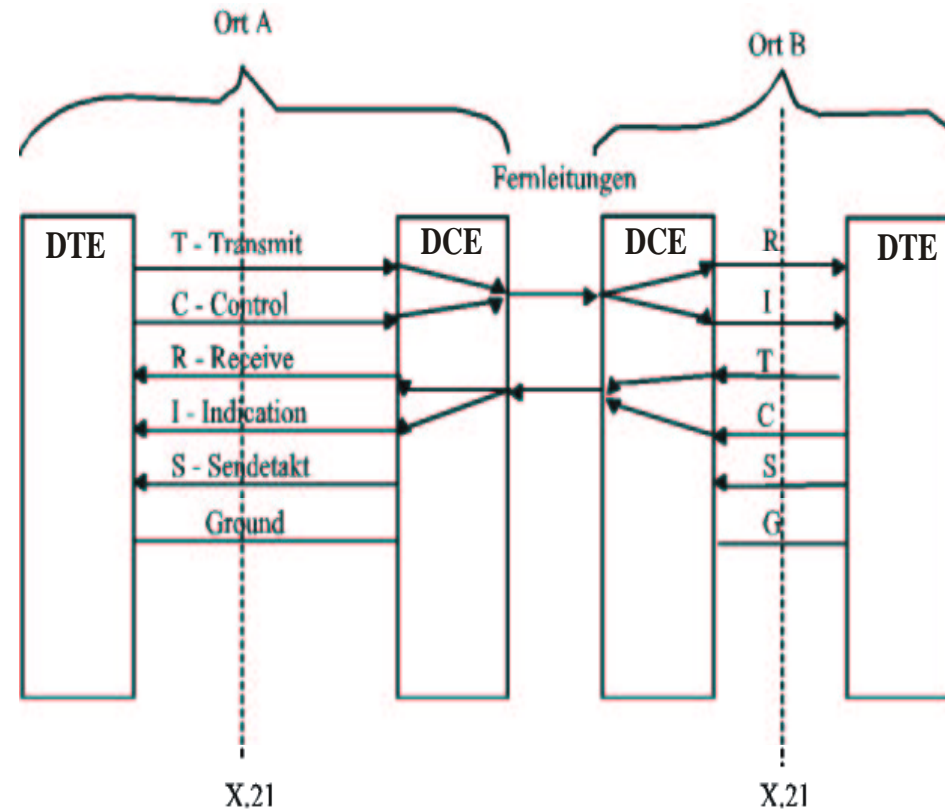 Ort A
Ort B
Fernleitungen
DTE
DCE
DCE
DTE
T - Transmit
C - Control
R - Receive
I - Indication
S - Sendetakt
Ground
R
I
T
C
S
G
X.21
X.21